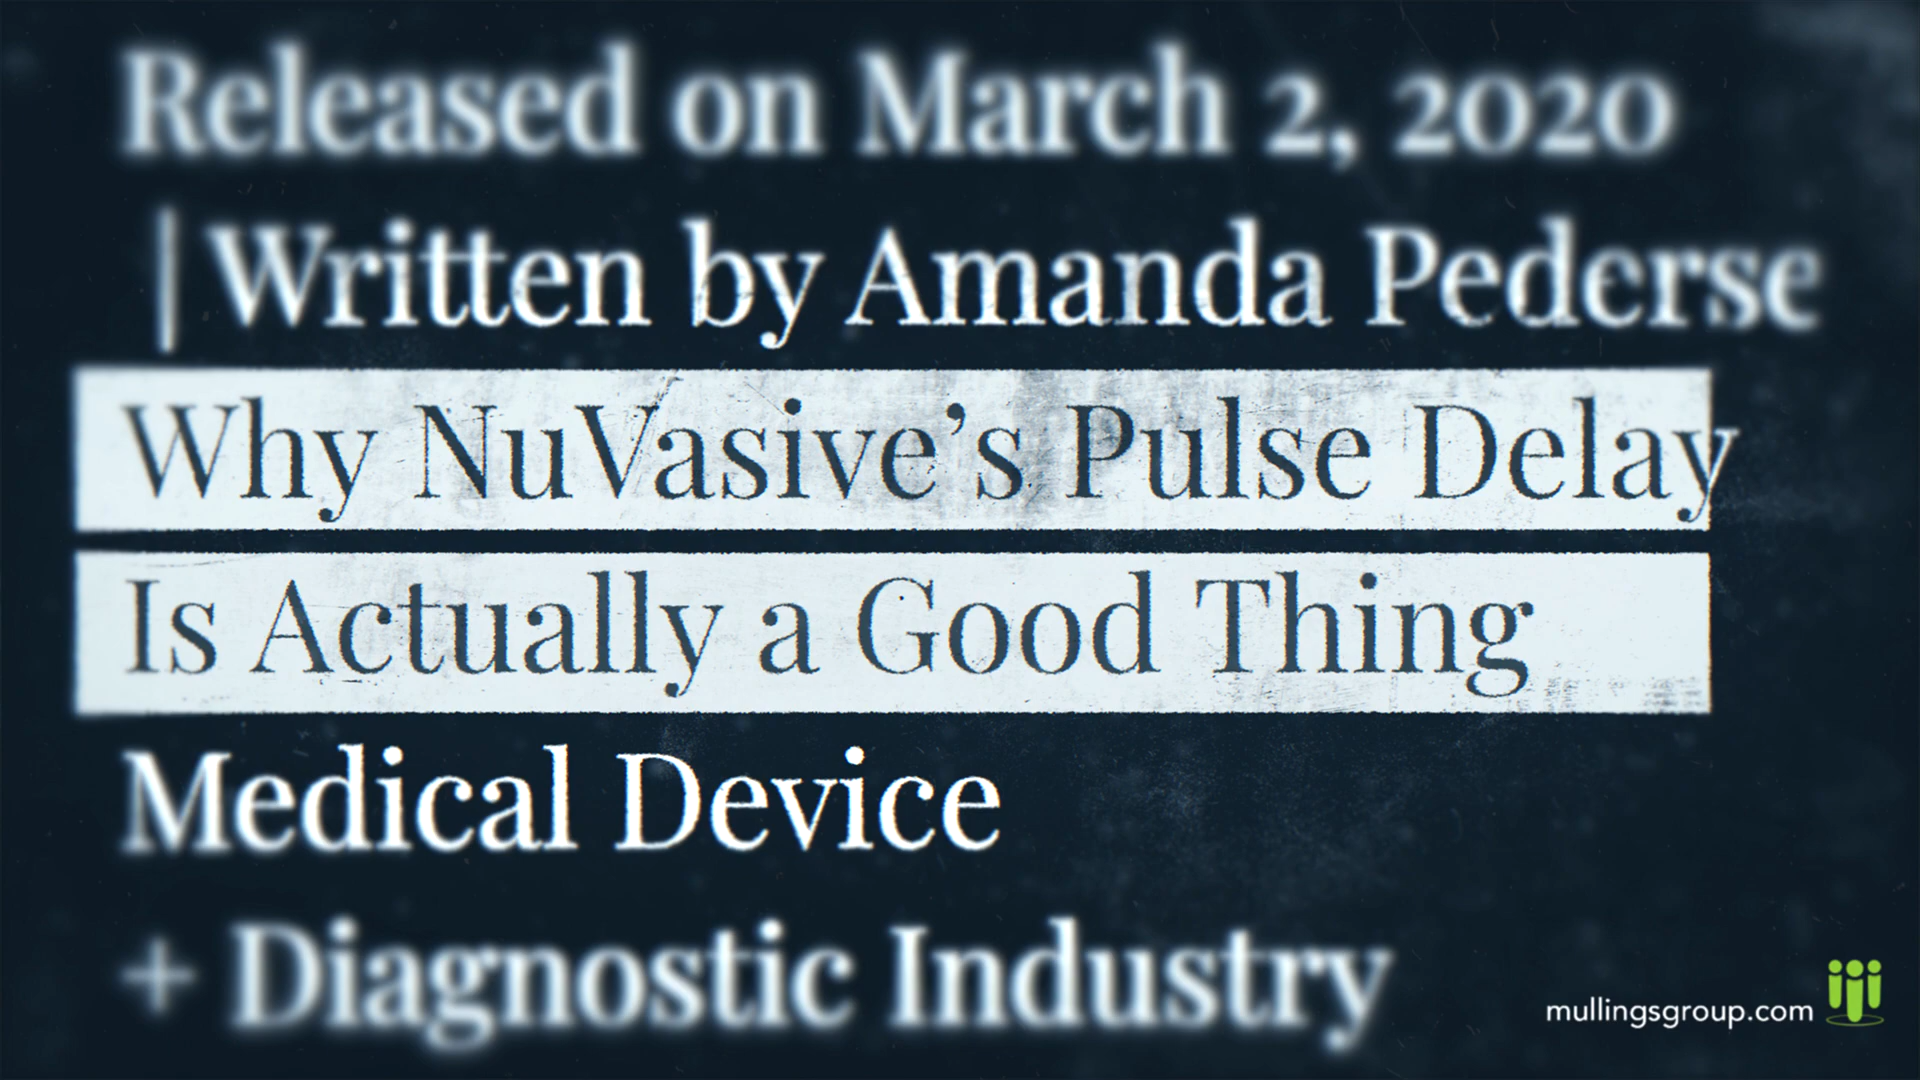 Released on March 2, 2020
| Written by Amanda Pederse
Why NuVasive’s Pulse Delay
Is Actually a Good Thing
Medical Device
+ Diagnostic Industry
mullingsgroup.com